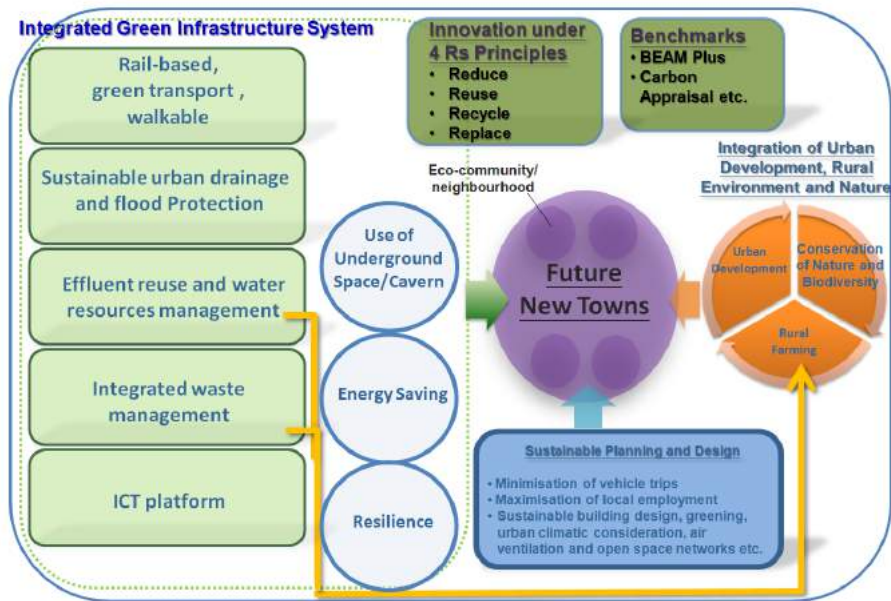 Integrated Green Infrastructure System
Rail-based,
green transport ,
walkable
Sustainable urban drainage
and flood Protection
Effluent reuse and water
resources management
Integrated waste
management
ICT platform
Use of
Underground
Space/Cavern
Energy Saving
Resilience
Innovation under
4 Rs Principles
• Reduce
• Reuse
• Recycle
• Replace
Benchmarks
• BEAM Plus
• Carbon
Appraisal etc.
Eco-community/
neighbourhood
Future
New Towns
Integration of Urban
Development, Rural
Environment and Nature
Urban
Development
Conservation
of Nature and
Biodiversity
Rural
Farming
Sustainable Planning and Design
• Minimisation of vehicle trips
• Maximisation of local employment
• Sustainable building design, greening,
urban climatic consideration, air
ventilation and open space networks etc.